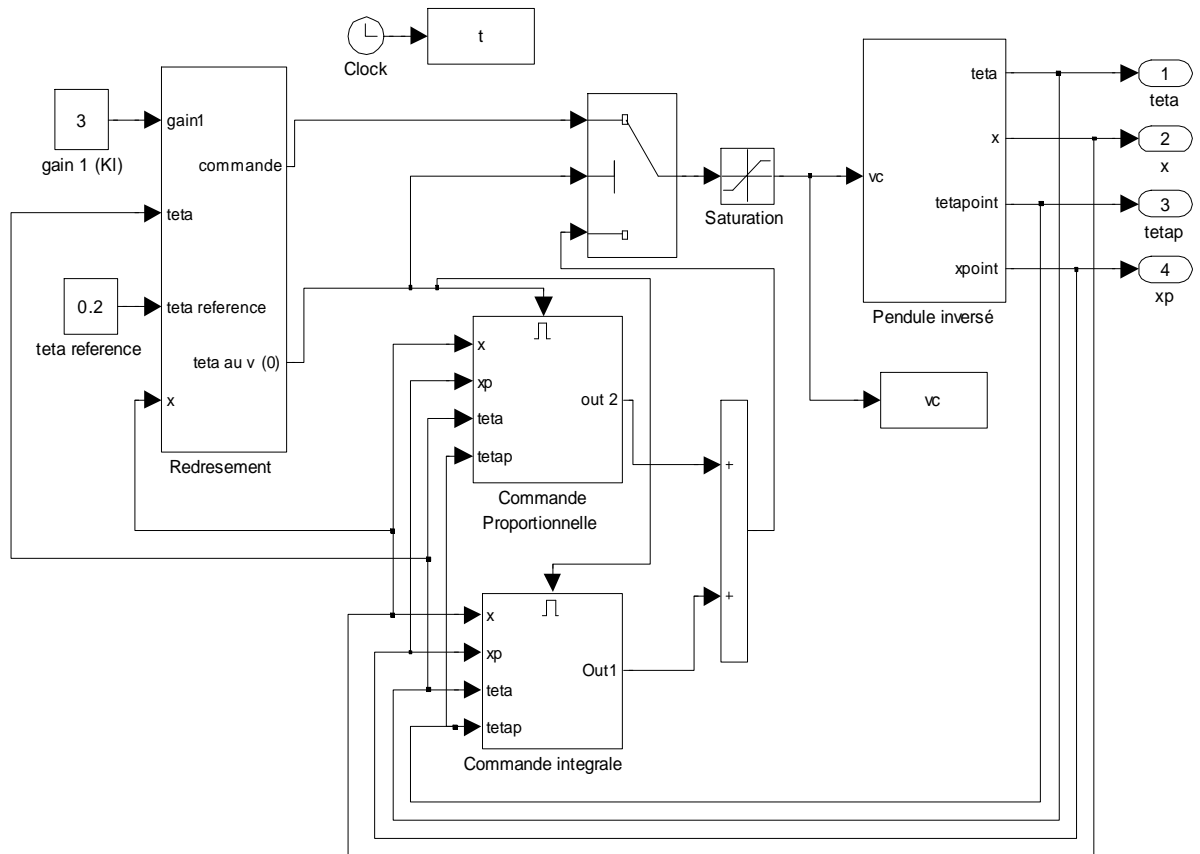 t
Clock
3
gain 1 (KI)
0.2
teta reference
gain1
teta
teta reference
x
commande
teta au v (0)
Redresement
x
xp
teta
tetap
out 2
Commande
Proportionnelle
x
xp
teta
tetap
Out1
Commande integrale
+
+
Saturation
vc
teta
x
tetapoint
xpoint
Pendule inversé
vc
1
teta
2
x
3
tetap
4
xp